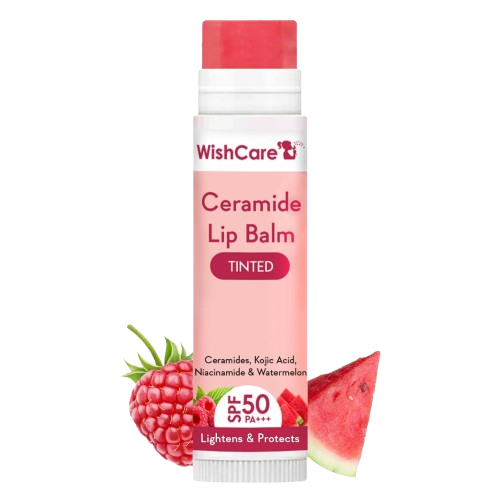 WishCare
Ceramide
Lip Balm
TINTED
Ceramides, Kojic Acid,
Niacinamide & Watermelon
SPF 50
PA+++
Lightens & Protects